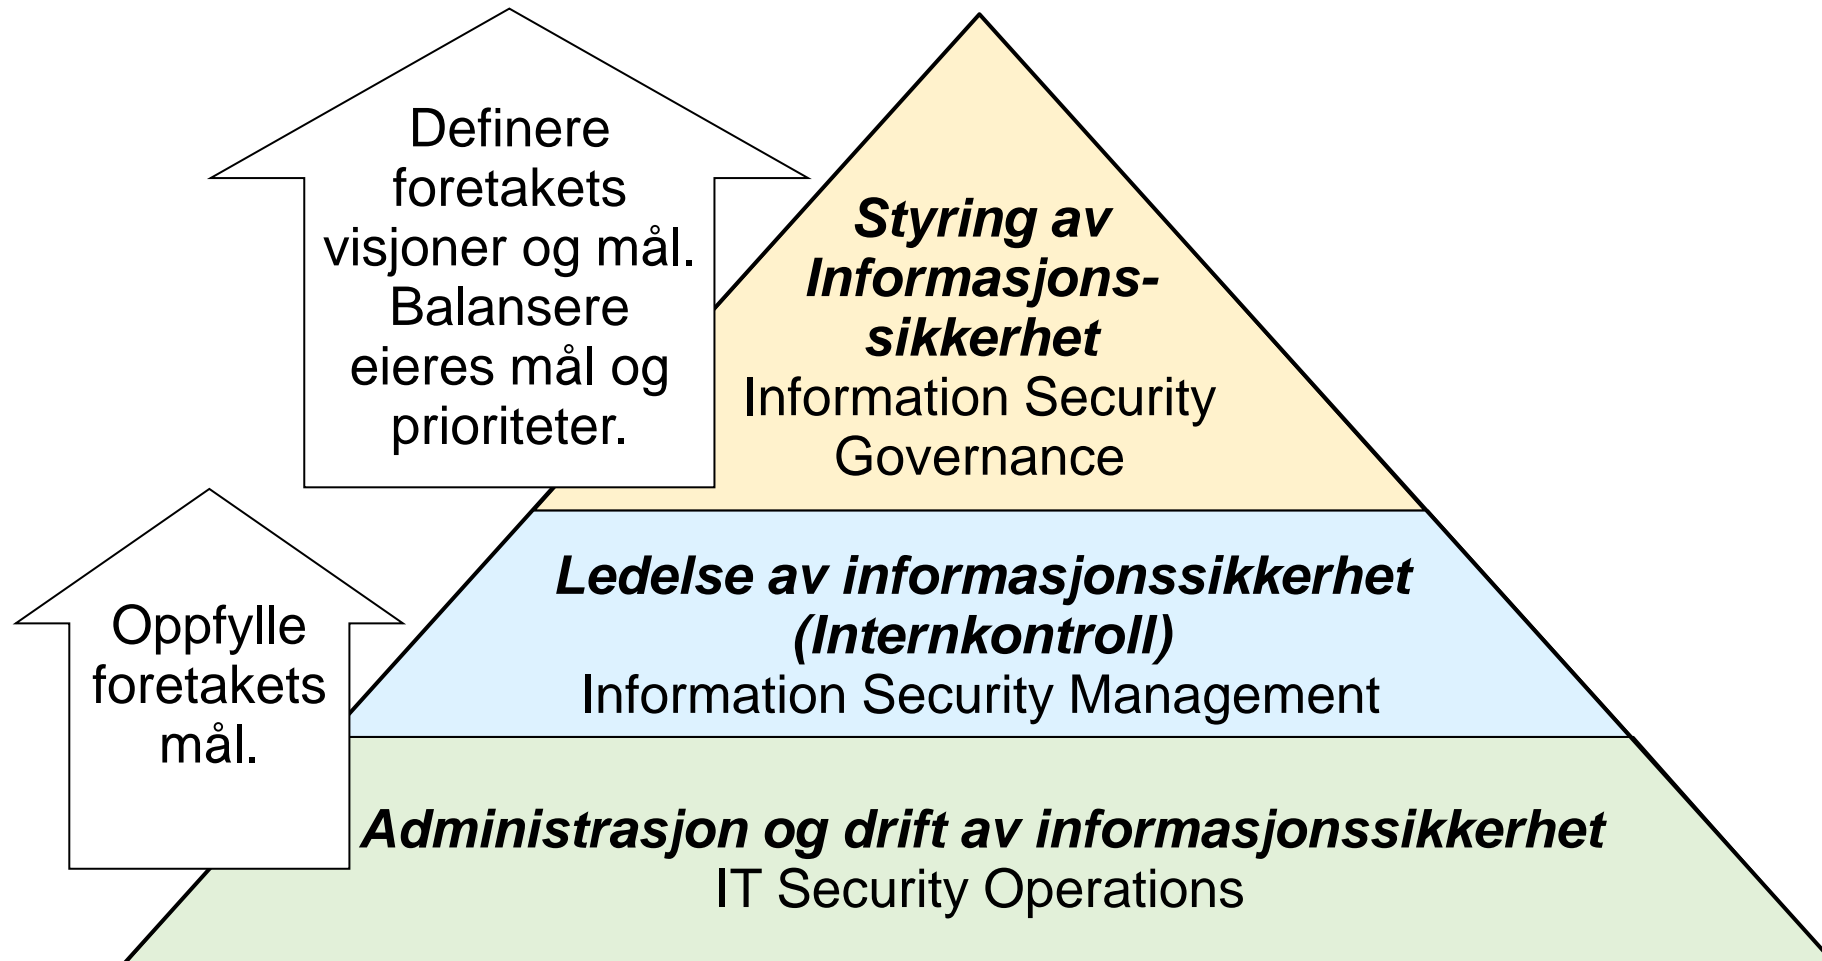 Definere
foretakets
visjoner og mål.
Balansere
eieres mål og
prioriteter.
Styring av
Informasjons-
sikkerhet
Information Security
Governance
Oppfylle
foretakets
mål.
Ledelse av informasjonssikkerhet
(Internkontroll)
Information Security Management
Administrasjon og drift av informasjonssikkerhet
IT Security Operations